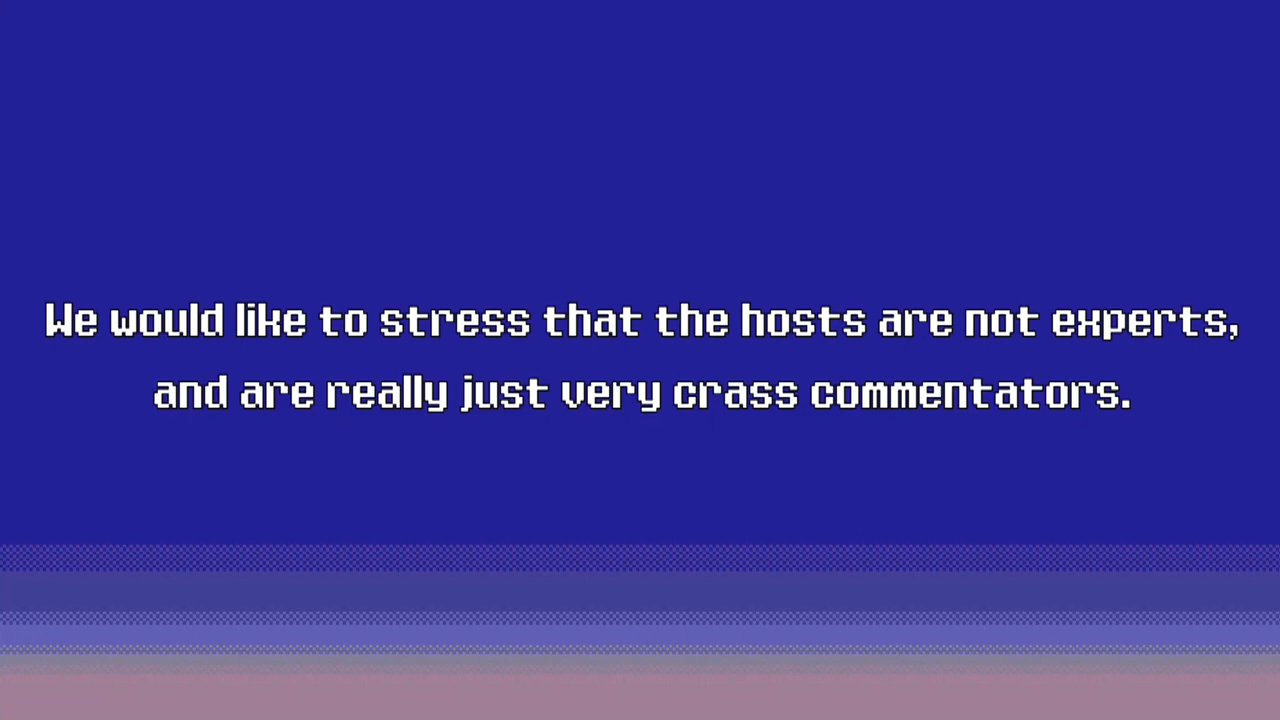 We would like to stress that the hosts are not experts,
and are really just very crass commentators.